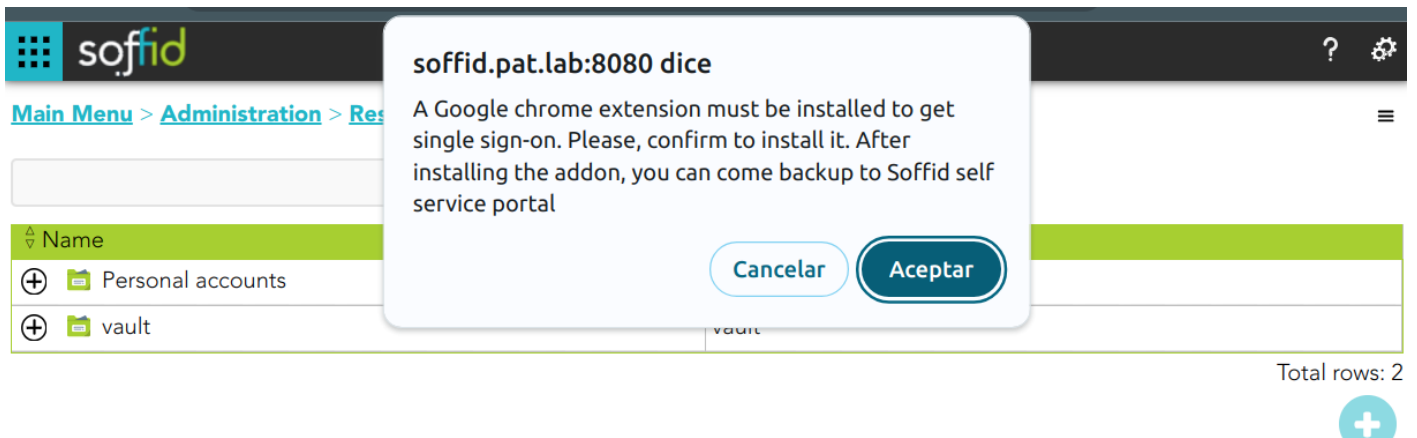 soffid
soffid.pat.lab:8080 dice
?
Main Menu > Administration > Res
A Google chrome extension must be installed to get
single sign-on. Please, confirm to install it. After
installing the addon, you can come backup to Soffid self
service portal
Cancelar
Aceptar
Name
Personal accounts
vault
vault
Total rows: 2